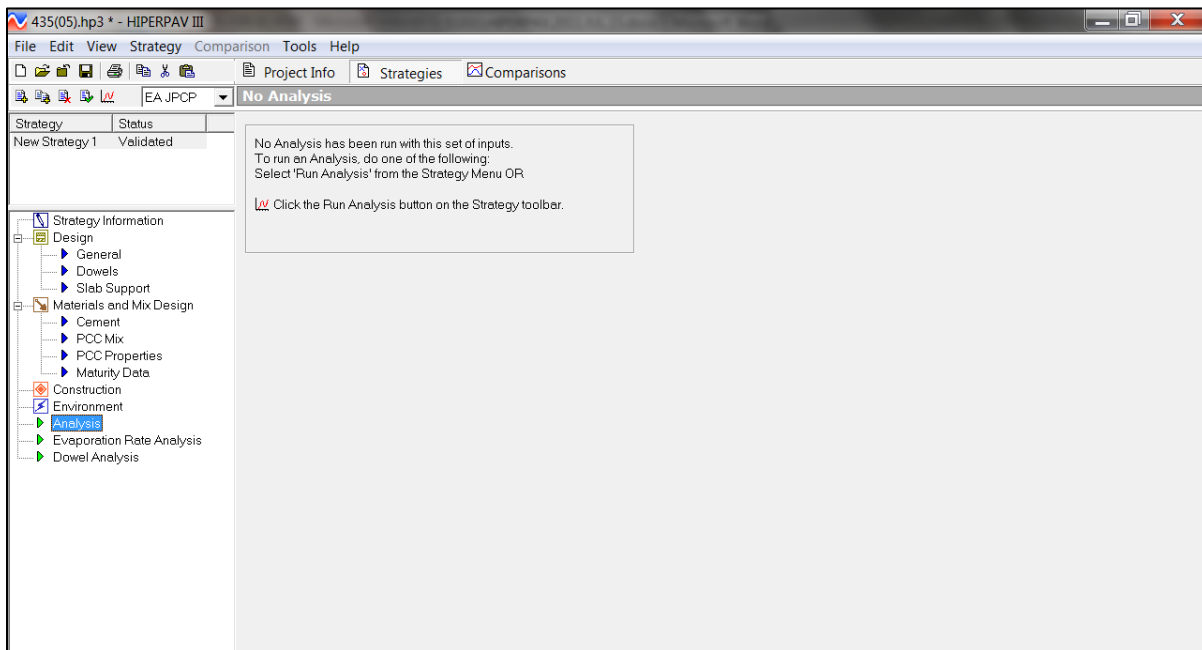 435(05).hp3 * - HIPERPAV III
File Edit View Strategy Comparison Tools Help
Project Info Strategies Comparisons
EA JPCP No Analysis
Strategy Status
New Strategy 1 Validated
No Analysis has been run with this set of inputs.
To run an Analysis, do one of the following:
Select 'Run Analysis' from the Strategy Menu OR
Click the Run Analysis button on the Strategy toolbar.
Strategy Information
Design
General
Dowels
Slab Support
Materials and Mix Design
Cement
PCC Mix
PCC Properties
Maturity Data
Construction
Environment
Analysis
Evaporation Rate Analysis
Dowel Analysis